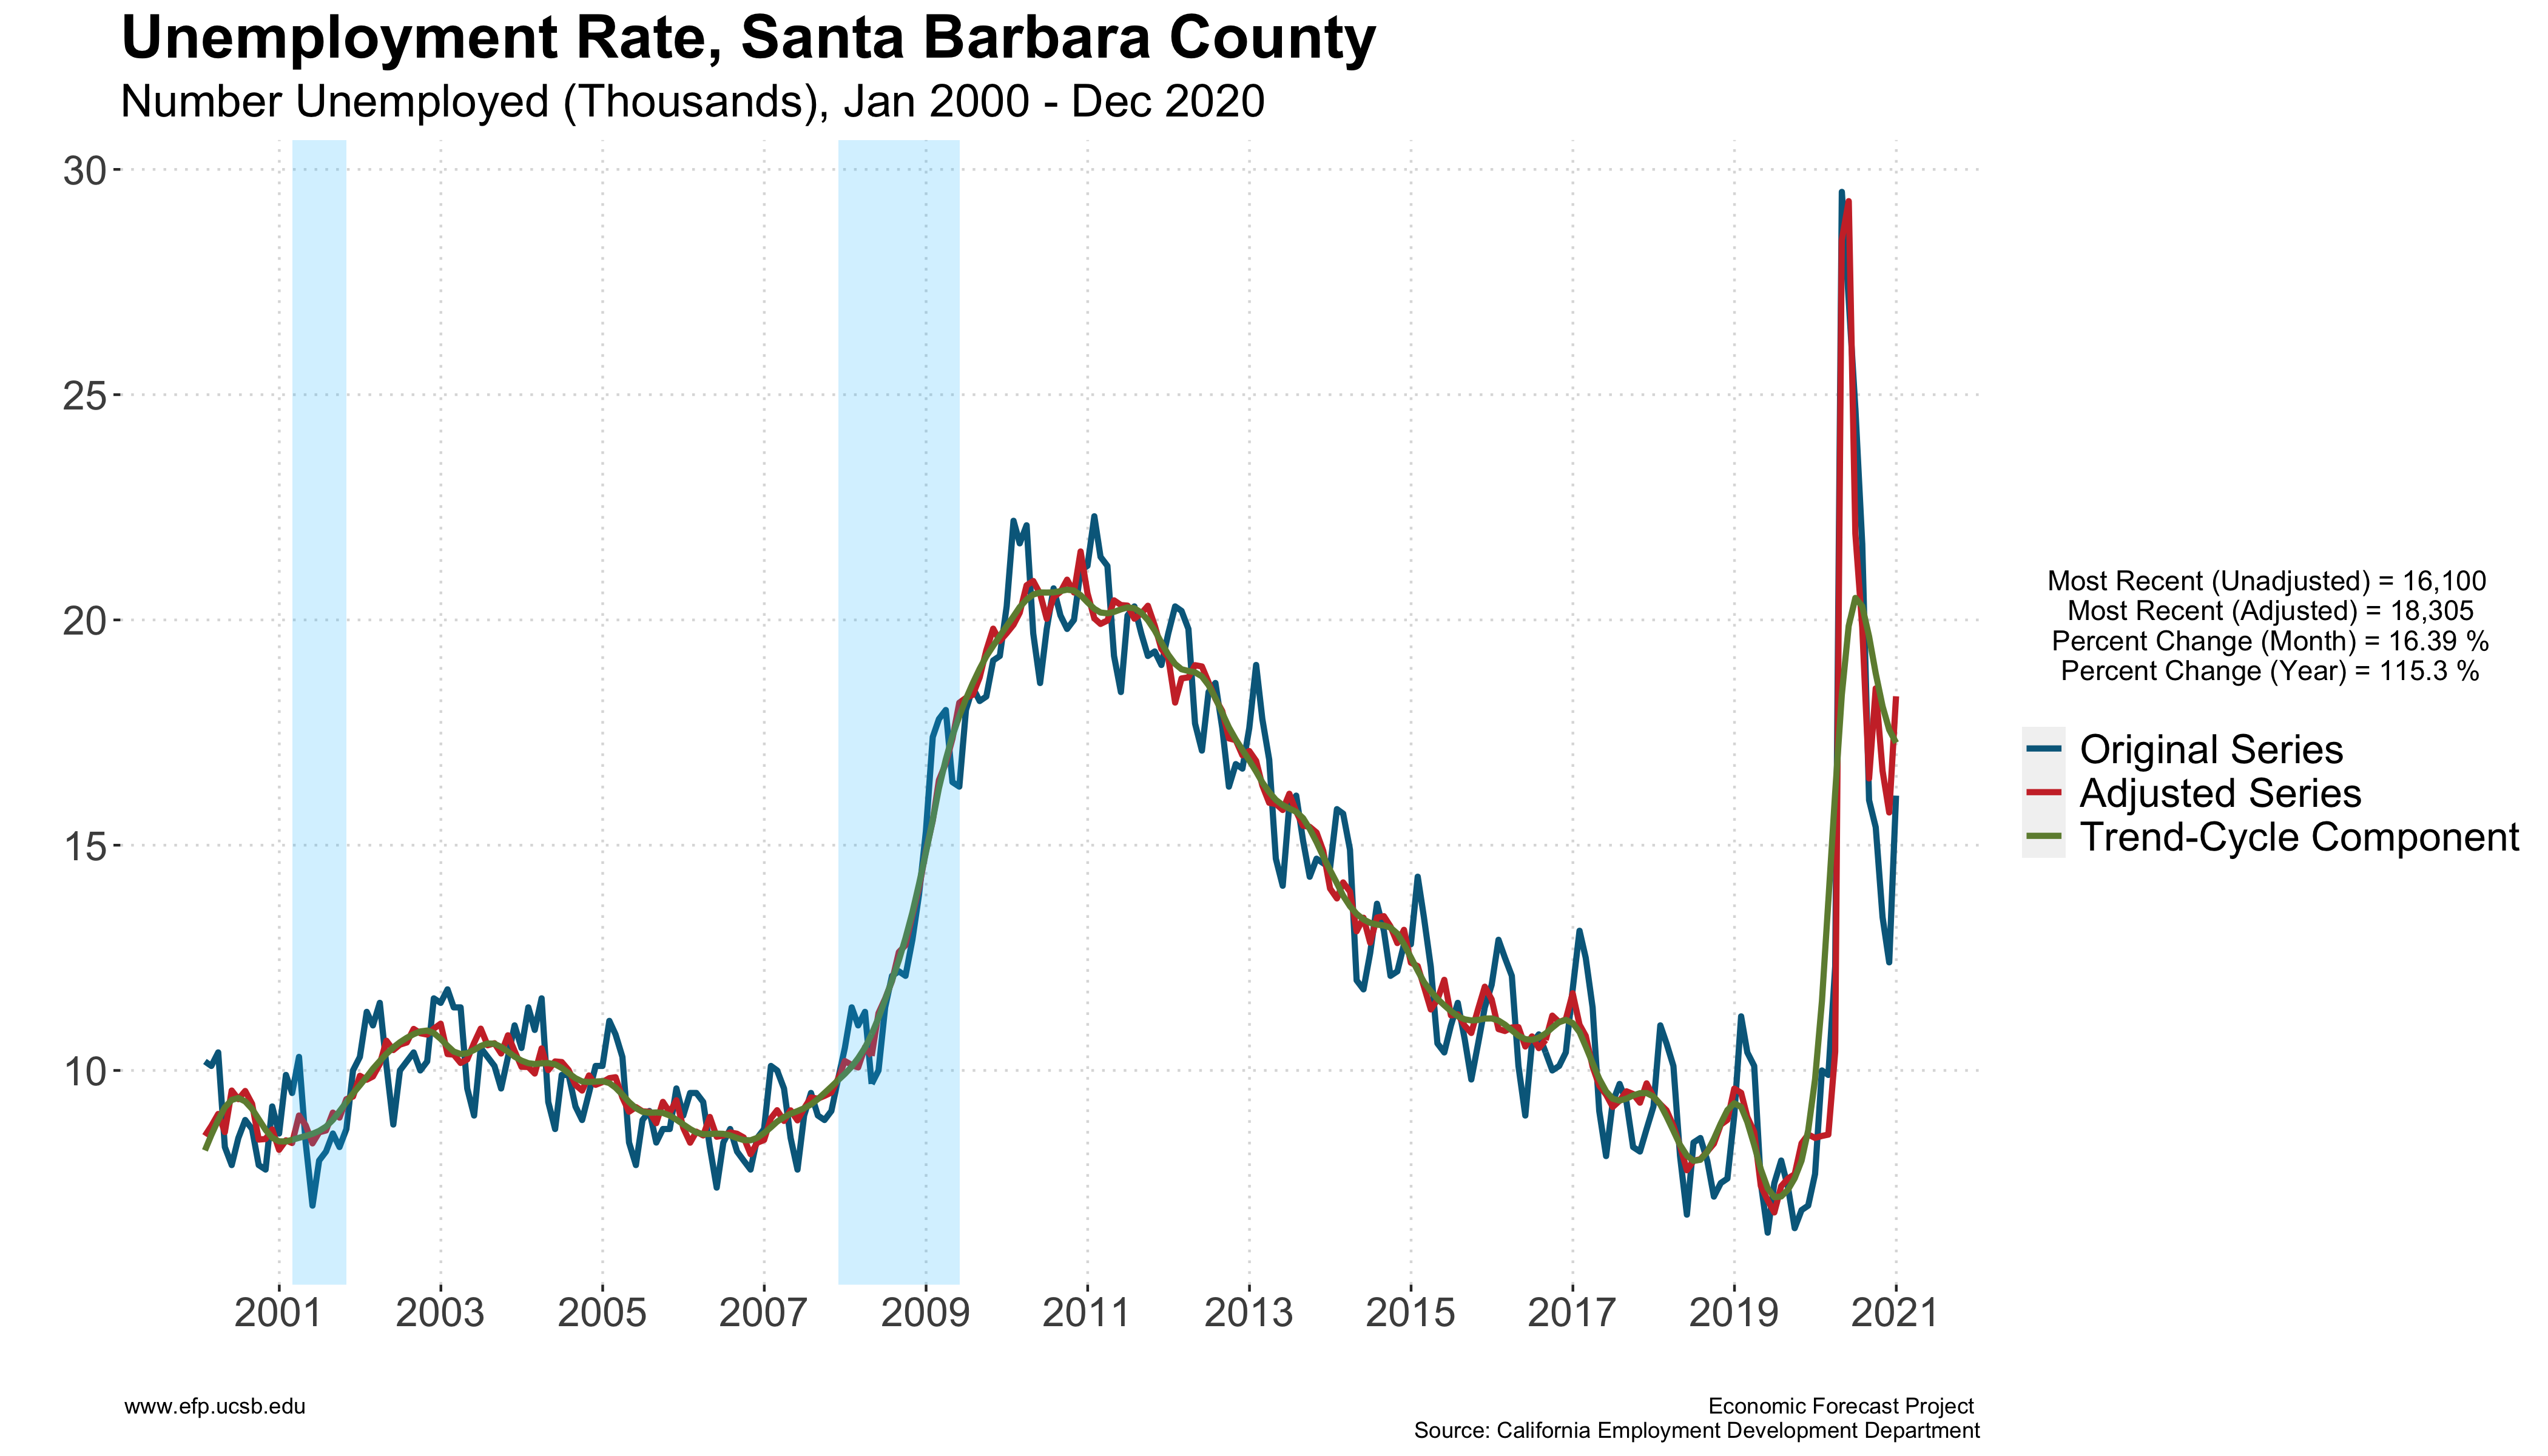 Unemployment Rate, Santa Barbara County
Number Unemployed (Thousands), Jan 2000 - Dec 2020
30
25
20
15
10
2001 2003 2005 2007 2009 2011 2013 2015 2017 2019 2021
Most Recent (Unadjusted) = 16,100
Most Recent (Adjusted) = 18,305
Percent Change (Month) = 16.39 %
Percent Change (Year) = 115.3 %
Original Series
Adjusted Series
Trend-Cycle Component
www.efp.ucsb.edu
Economic Forecast Project
Source: California Employment Development Department